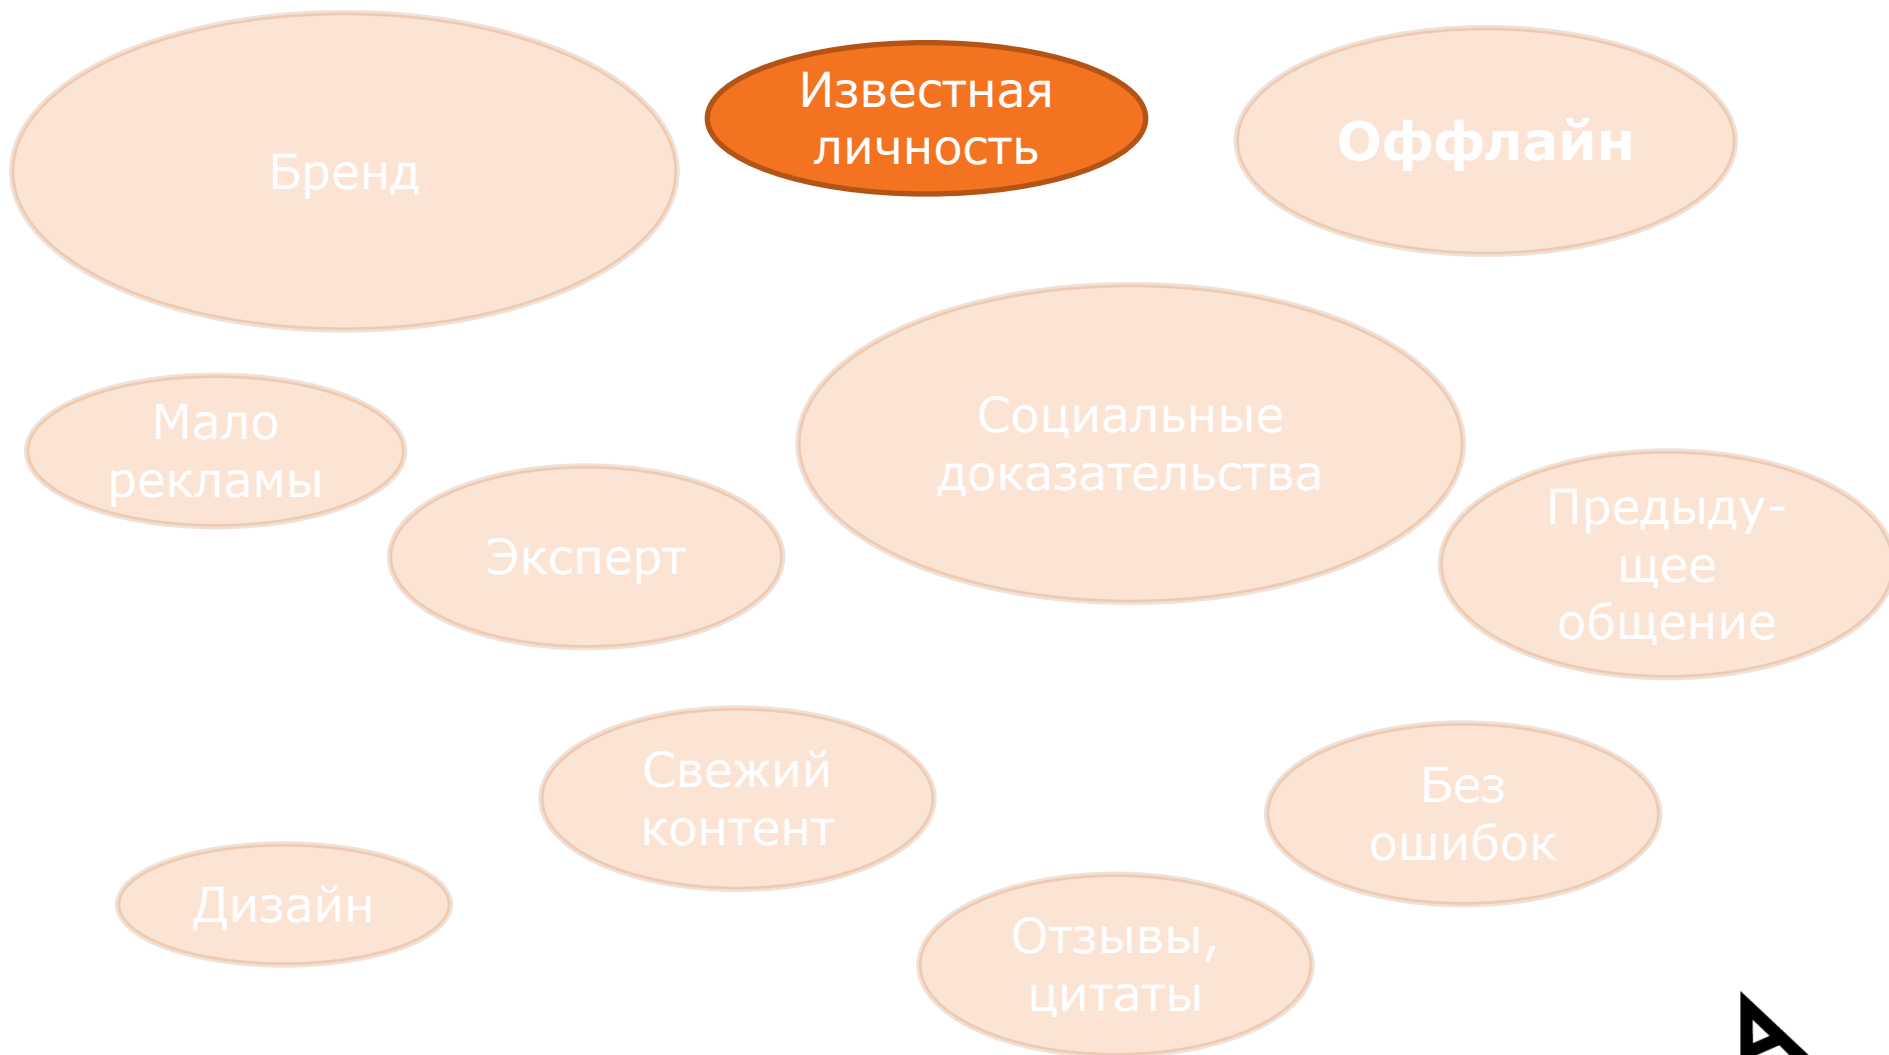 Бренд
Известная
личность
Оффлайн
Мало
рекламы
Эксперт
Социальные
доказательства
Предыду-
щее
общение
Свежий
контент
Без
ошибок
Дизайн
Отзывы,
цитаты